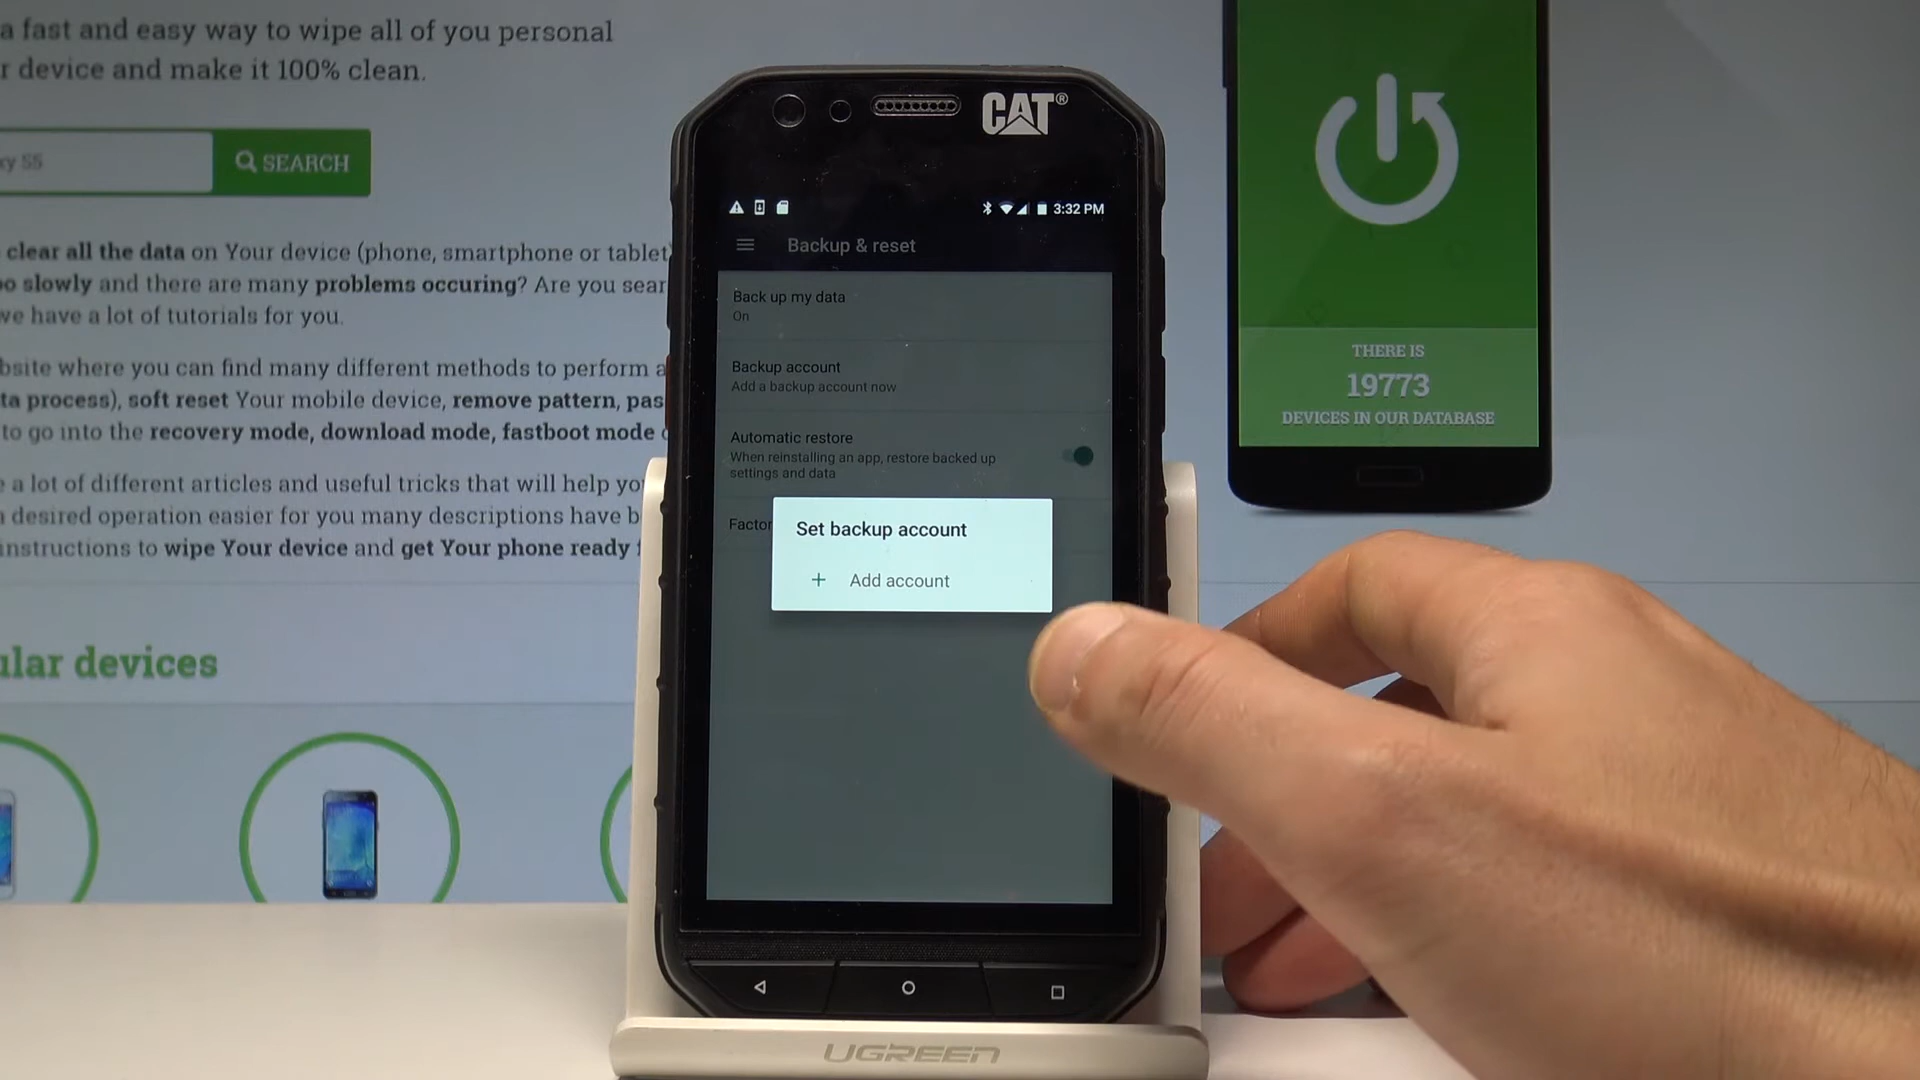 a fast and easy way to wipe all of you personal
r device and make it 100% clean.
xy S5
SEARCH
clear all the data on Your device (phone, smartphone or tablet
oo slowly and there are many problems occuring? Are you sear
we have a lot of tutorials for you.
bsite where you can find many different methods to perform a
ta process), soft reset Your mobile device, remove pattern, pas
to go into the recovery mode, download mode, fastboot mode
e a lot of different articles and useful tricks that will help yo
desired operation easier for you many descriptions have b
instructions to wipe Your device and get Your phone ready
ular devices
CAT®
3:32 PM
Backup & reset
Back up my data
On
Backup account
Add a backup account now
Automatic restore
When reinstalling an app, restore backed up
settings and data
Factor
Set backup account
+ Add account
THERE IS
19773
DEVICES IN OUR DATABASE
UGREEN